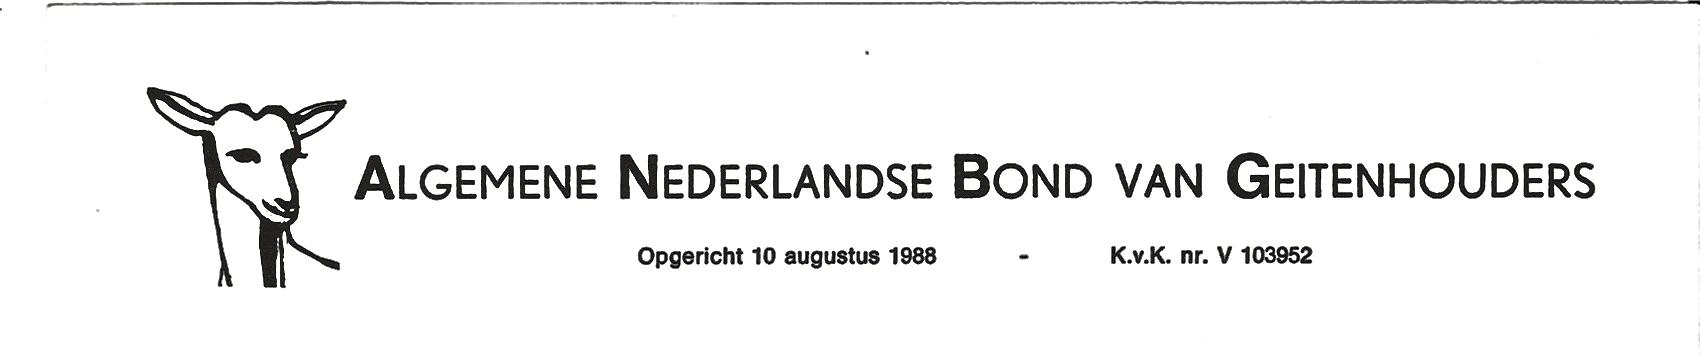 ALGEMENE NEDERLANDSE BOND VAN GEITENHOUDERS
Opgericht 10 augustus 1988 - K.v.K. nr. V 103952